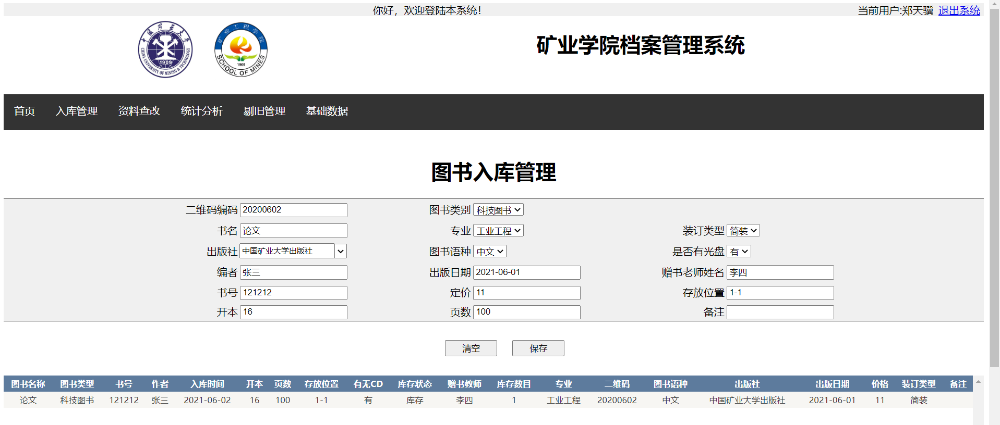 你好，欢迎登陆本系统！
当前用户:郑天骥 退出系统
中国矿业大学
CHINA UNIVERSITY OF MINING & TECHNOLOGY
1909
矿业工程学院
1909
SCHOOL OF MINES
矿业学院档案管理系统
首页 入库管理 资料查改 统计分析 剔旧管理 基础数据
图书入库管理
二维码编码 20200602 图书类别 科技图书
书名 论文 专业 工业工程 装订类型 简装
出版社 中国矿业大学出版社 图书语种 中文 是否有光盘 有
编者 张三 出版日期 2021-06-01 赠书老师姓名 李四
书号 121212 定价 11 存放位置 1-1
开本 16 页数 100 备注
清空 保存
图书名称 图书类型 书号 作者 入库时间 开本 页数 存放位置 有无CD 库存状态 赠书教师 库存数目 专业 二维码 图书语种 出版社 出版日期 价格 装订类型 备注
论文 科技图书 121212 张三 2021-06-02 16 100 1-1 有 库存 李四 1 工业工程 20200602 中文 中国矿业大学出版社 2021-06-01 11 简装